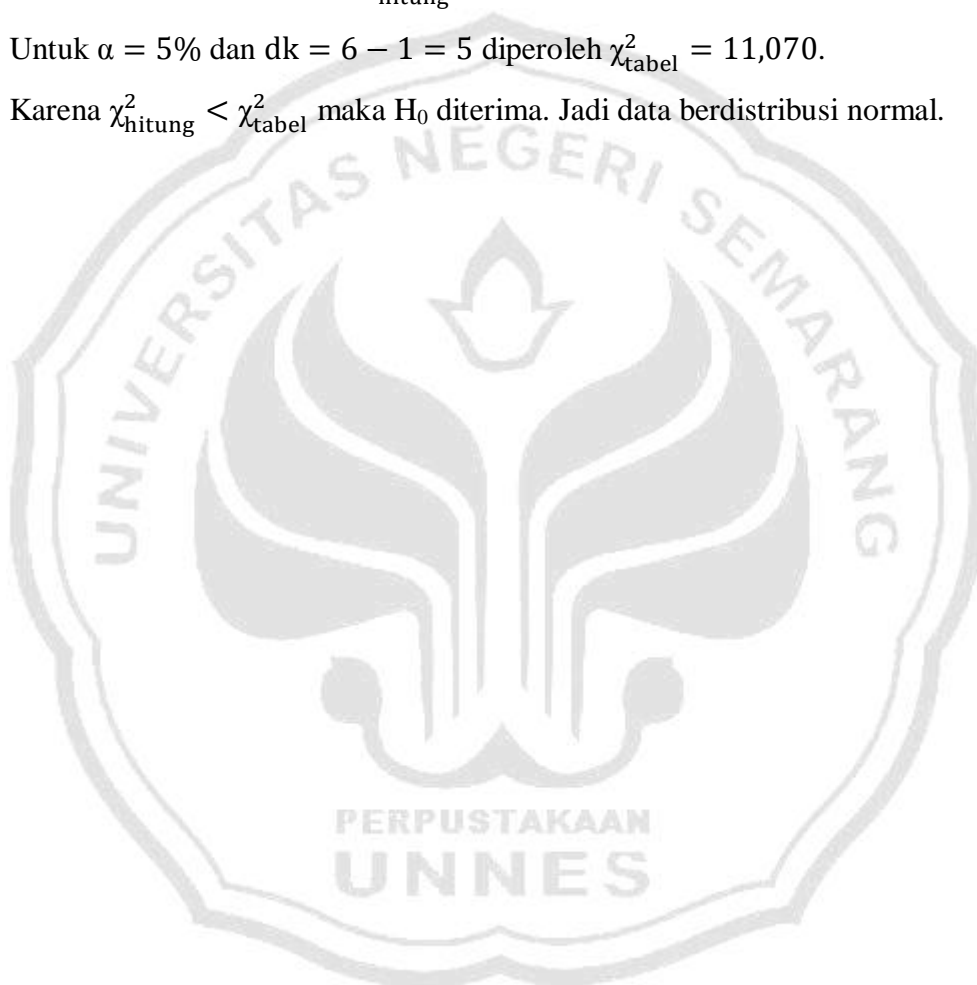 hitung
Untuk α = 5% dan dk = 6 − 1 = 5 diperoleh χ²tabel = 11,070.
Karena χ²hitung < χ²tabel maka H₀ diterima. Jadi data berdistribusi normal.
UNIVERSITAS NEGERI SEMARANG
PERPUSTAKAAN
UNNES